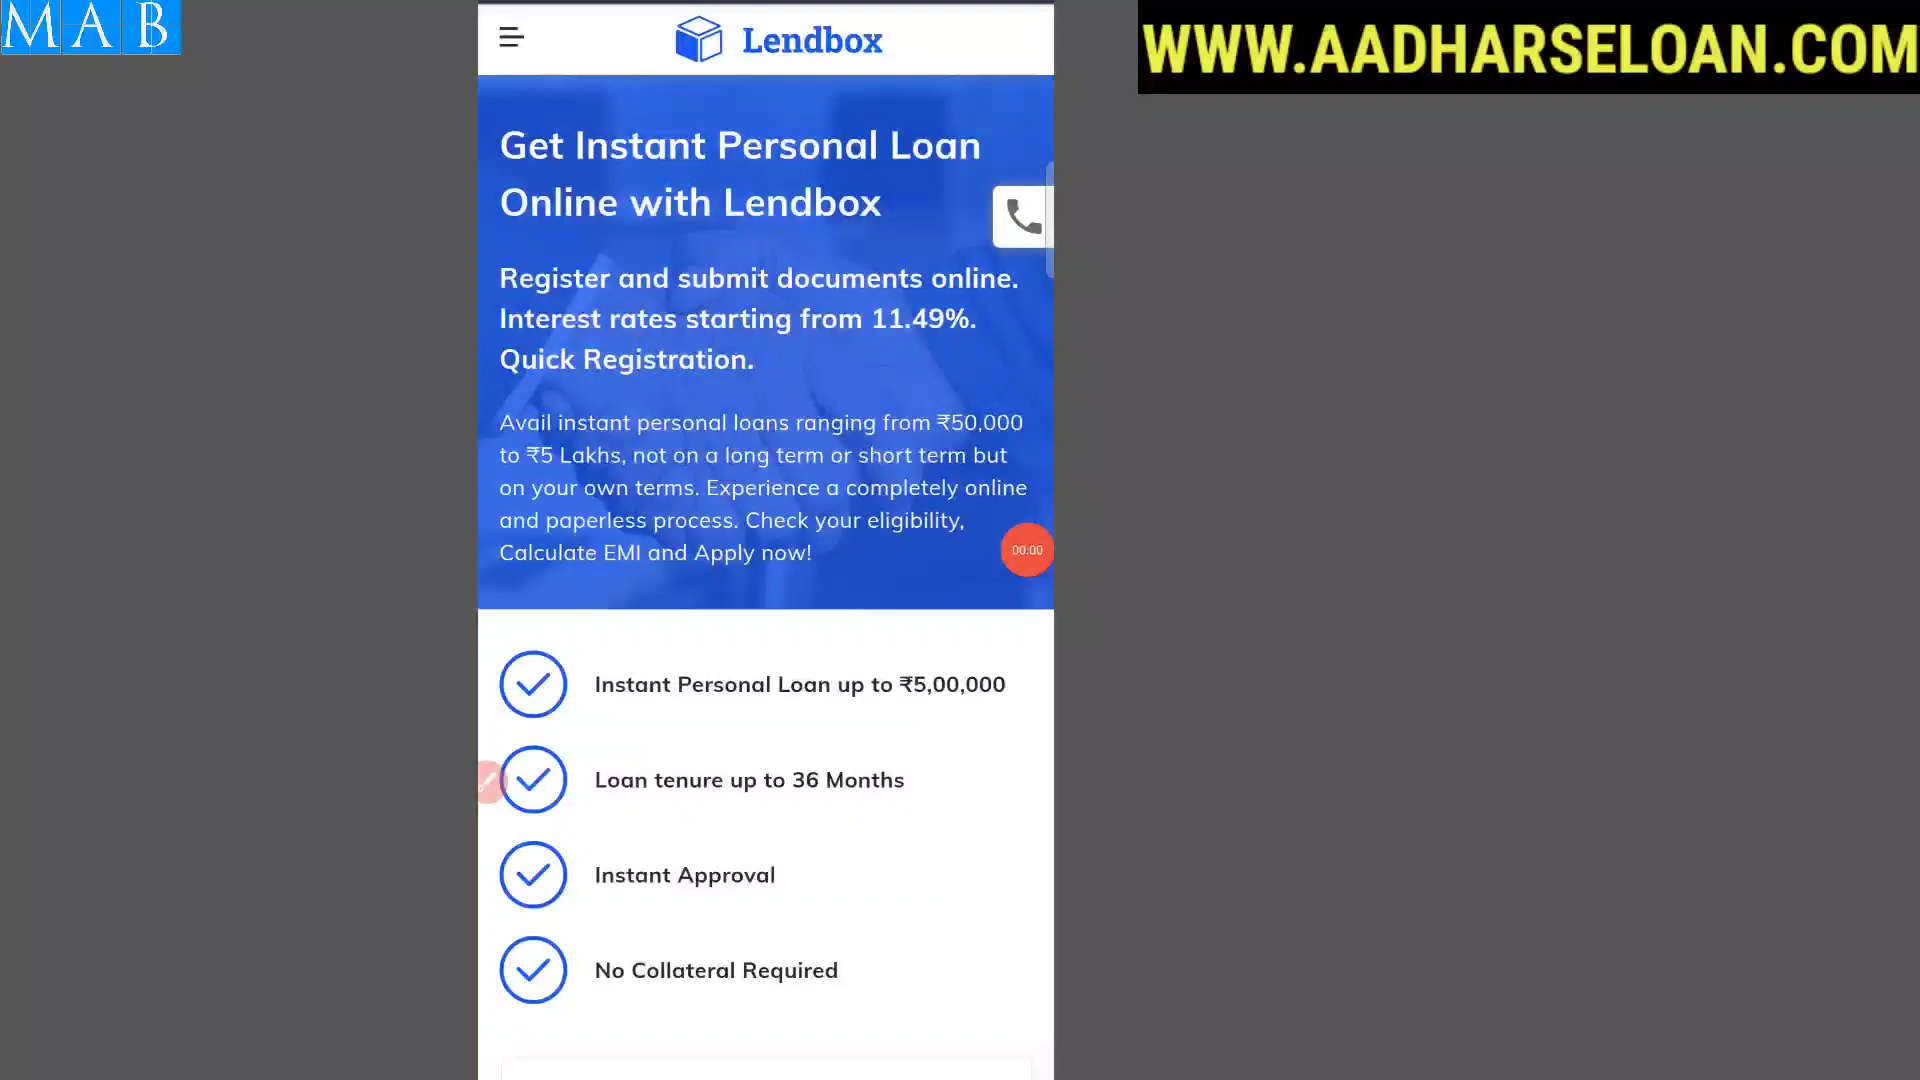 MAB
WWW.AADHARSELOAN.COM
Lendbox
Get Instant Personal Loan
Online with Lendbox
Register and submit documents online.
Interest rates starting from 11.49%.
Quick Registration.
Avail instant personal loans ranging from ₹50,000
to ₹5 Lakhs, not on a long term or short term but
on your own terms. Experience a completely online
and paperless process. Check your eligibility,
Calculate EMI and Apply now!
00:00
Instant Personal Loan up to ₹5,00,000
Loan tenure up to 36 Months
Instant Approval
No Collateral Required